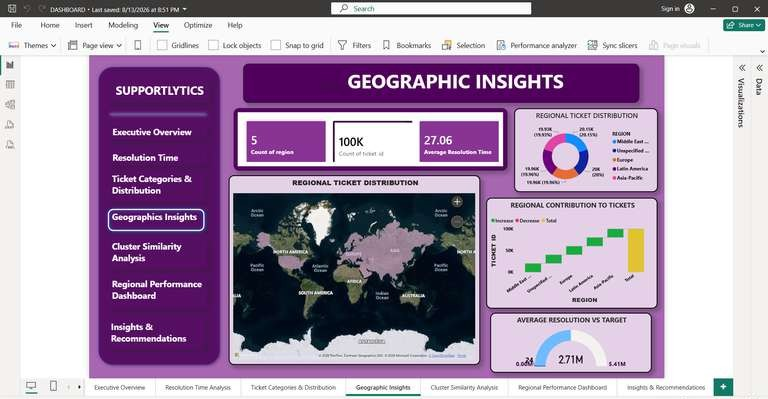 DASHBOARD • Last saved: 8/13/2026 at 8:51 PM
Search
Sign in
File Home Insert Modeling View Optimize Help
Share
Themes Page view Gridlines Lock objects Snap to grid Filters Bookmarks Selection Performance analyzer Sync slicers Page visuals
SUPPORTLYTICS
Executive Overview
Resolution Time
Ticket Categories &
Distribution
Geographics Insights
Cluster Similarity
Analysis
Regional Performance
Dashboard
Insights &
Recommendations
GEOGRAPHIC INSIGHTS
5
Count of region
100K
Count of ticket id
27.06
Average Resolution Time
REGIONAL TICKET DISTRIBUTION
Arctic
Ocean
Arctic
Ocean
NORTH AMERICA
EUROPE
ASIA
Pacific
Ocean
Atlantic
Ocean
Pacific
Ocean
AFRICA
SOUTH AMERICA
Indian
Ocean
AUSTRALIA
ANTARCTICA
REGIONAL TICKET DISTRIBUTION
19.93K
(19.93%)
20.15K
(20.15%)
20K
(20%)
19.96K
(19.96%)
19.96K (19.96%)
REGION
Middle East ...
Unspecified ...
Europe
Latin America
Asia-Pacific
REGIONAL CONTRIBUTION TO TICKETS
Increase Decrease Total
TICKET ID
100K
50K
0K
Middle East ...
Unspecified ...
Europe
Latin America
Asia-Pacific
Total
REGION
AVERAGE RESOLUTION VS TARGET
24
0.00M
2.71M
5.41M
Visualizations
Data
Executive Overview Resolution Time Analysis Ticket Categories & Distribution Geographic Insights Cluster Similarity Analysis Regional Performance Dashboard Insights & Recommendations